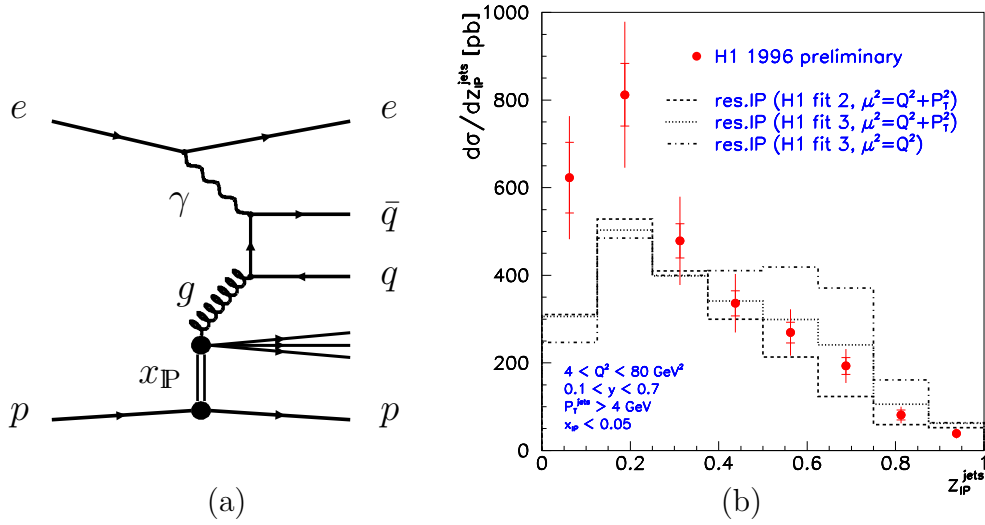 e
e
γ
q̄
q
g
x_ℙ
p
p
(a)
dσ/dz_IP^jets [pb]
1000
800
600
400
200
0
H1 1996 preliminary
res.IP (H1 fit 2, μ²=Q²+P_T²)
res.IP (H1 fit 3, μ²=Q²+P_T²)
res.IP (H1 fit 3, μ²=Q²)
4 < Q² < 80 GeV²
0.1 < y < 0.7
P_T^jets > 4 GeV
x_IP < 0.05
0
0.2
0.4
0.6
0.8
1
z_IP^jets
(b)